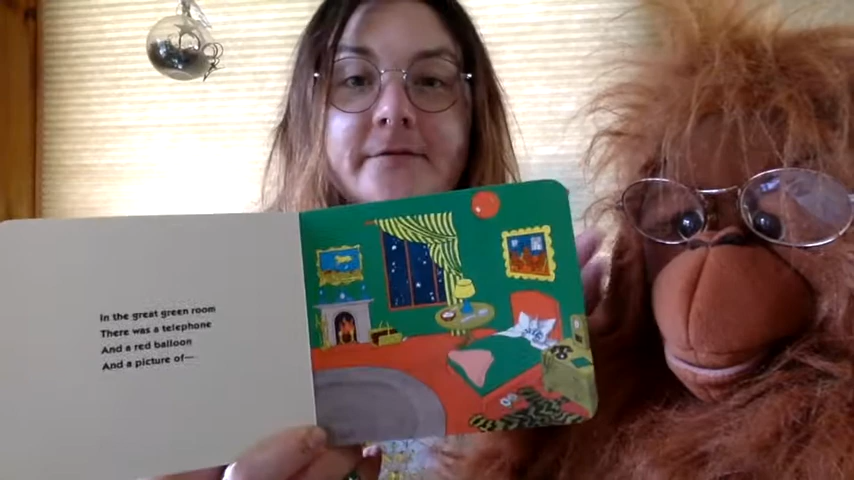 In the great green room
There was a telephone
And a red balloon
And a picture of—